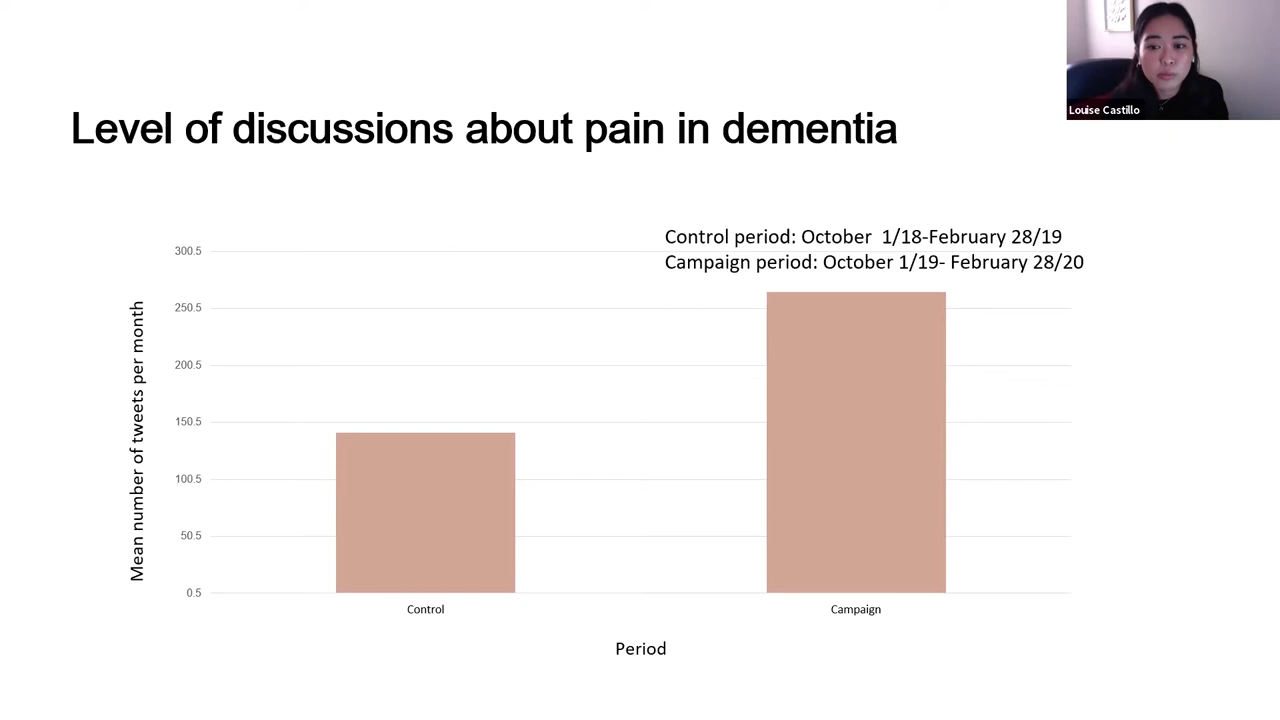 Louise Castillo
Level of discussions about pain in dementia
Control period: October 1/18-February 28/19
Campaign period: October 1/19- February 28/20
Mean number of tweets per month
300.5
250.5
200.5
150.5
100.5
50.5
0.5
Control
Campaign
Period